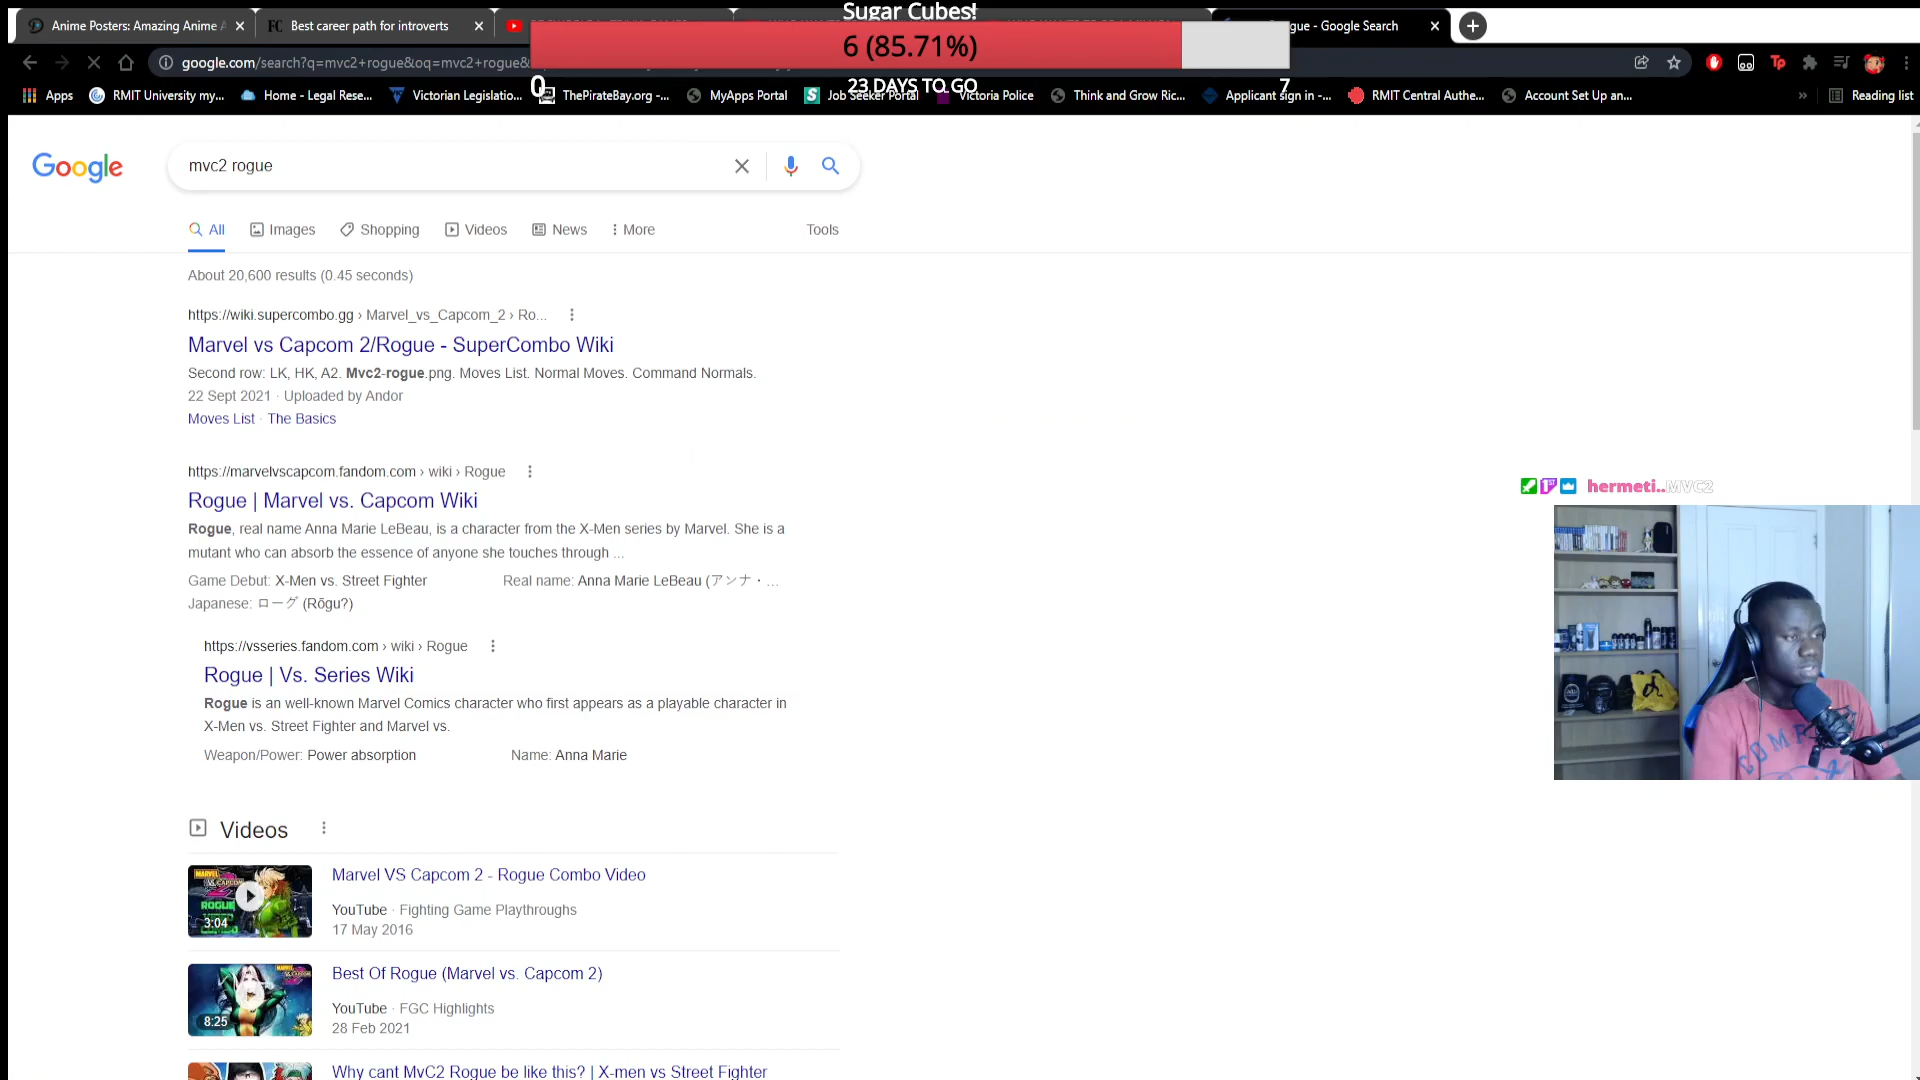 Sugar Cubes!
6 (85.71%)
0
23 DAYS TO GO
7
Anime Posters: Amazing Anime A
Best career path for introverts
gue - Google Search
google.com/search?q=mvc2+rogue&oq=mvc2+rogue&
Apps
RMIT University my...
Home - Legal Rese...
Victorian Legislatio...
ThePirateBay.org -...
MyApps Portal
Job Seeker Portal
Victoria Police
Think and Grow Ric...
Applicant sign in -...
RMIT Central Authe...
Account Set Up an...
Reading list
Google
mvc2 rogue
All
Images
Shopping
Videos
News
More
Tools
About 20,600 results (0.45 seconds)
https://wiki.supercombo.gg › Marvel_vs_Capcom_2 › Ro...
Marvel vs Capcom 2/Rogue - SuperCombo Wiki
Second row: LK, HK, A2. Mvc2-rogue.png. Moves List. Normal Moves. Command Normals.
22 Sept 2021 · Uploaded by Andor
Moves List · The Basics
https://marvelvscapcom.fandom.com › wiki › Rogue
Rogue | Marvel vs. Capcom Wiki
Rogue, real name Anna Marie LeBeau, is a character from the X-Men series by Marvel. She is a
mutant who can absorb the essence of anyone she touches through ...
Game Debut: X-Men vs. Street Fighter
Real name: Anna Marie LeBeau (アンナ・...
Japanese: ローグ (Rōgu?)
https://vsseries.fandom.com › wiki › Rogue
Rogue | Vs. Series Wiki
Rogue is an well-known Marvel Comics character who first appears as a playable character in
X-Men vs. Street Fighter and Marvel vs.
Weapon/Power: Power absorption
Name: Anna Marie
Videos
MARVEL
ROGUE
3:04
Marvel VS Capcom 2 - Rogue Combo Video
YouTube · Fighting Game Playthroughs
17 May 2016
8:25
Best Of Rogue (Marvel vs. Capcom 2)
YouTube · FGC Highlights
28 Feb 2021
Why cant MvC2 Rogue be like this? | X-men vs Street Fighter
hermeti..MVC2